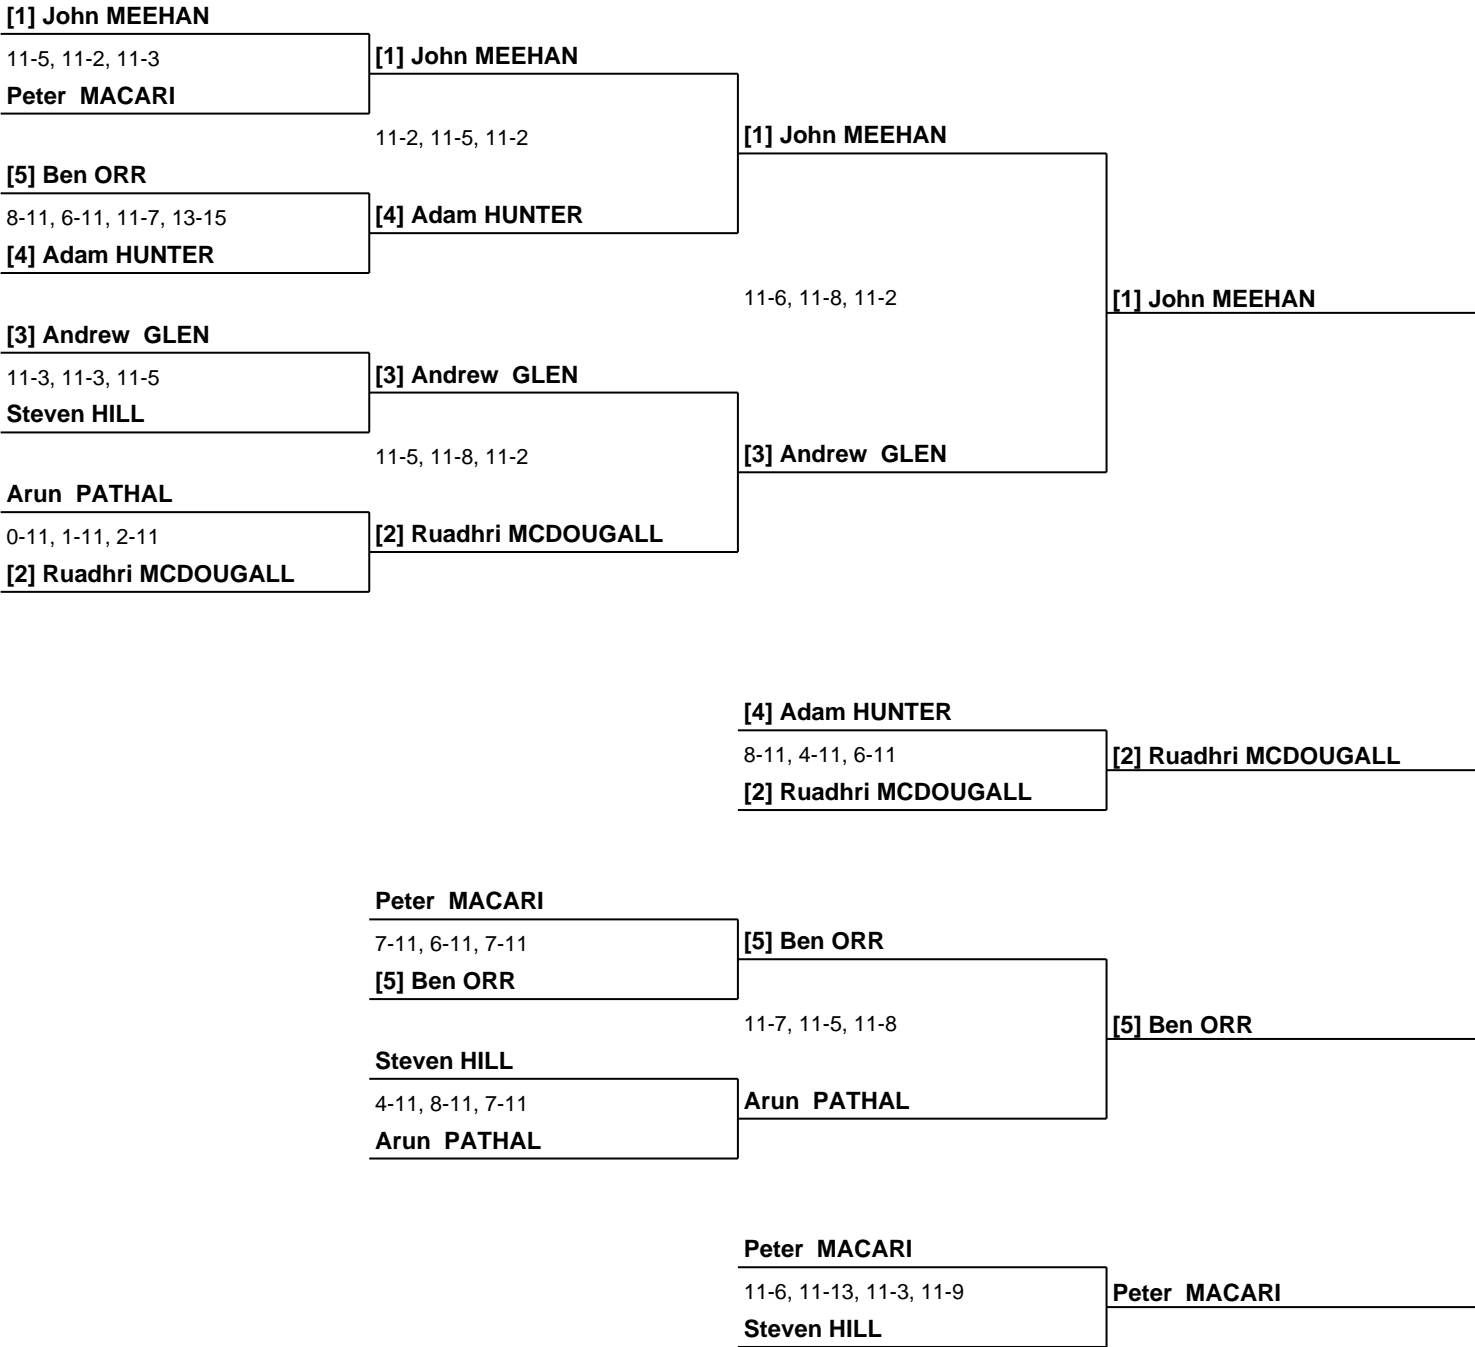 [1] John MEEHAN
11-5, 11-2, 11-3
[1] John MEEHAN
Peter MACARI
11-2, 11-5, 11-2
[1] John MEEHAN
[5] Ben ORR
8-11, 6-11, 11-7, 13-15
[4] Adam HUNTER
[4] Adam HUNTER
11-6, 11-8, 11-2
[1] John MEEHAN
[3] Andrew GLEN
11-3, 11-3, 11-5
[3] Andrew GLEN
Steven HILL
11-5, 11-8, 11-2
[3] Andrew GLEN
Arun PATHAL
0-11, 1-11, 2-11
[2] Ruadhri MCDOUGALL
[2] Ruadhri MCDOUGALL
[4] Adam HUNTER
8-11, 4-11, 6-11
[2] Ruadhri MCDOUGALL
[2] Ruadhri MCDOUGALL
Peter MACARI
7-11, 6-11, 7-11
[5] Ben ORR
[5] Ben ORR
11-7, 11-5, 11-8
[5] Ben ORR
Steven HILL
4-11, 8-11, 7-11
Arun PATHAL
Arun PATHAL
Peter MACARI
11-6, 11-13, 11-3, 11-9
Peter MACARI
Steven HILL